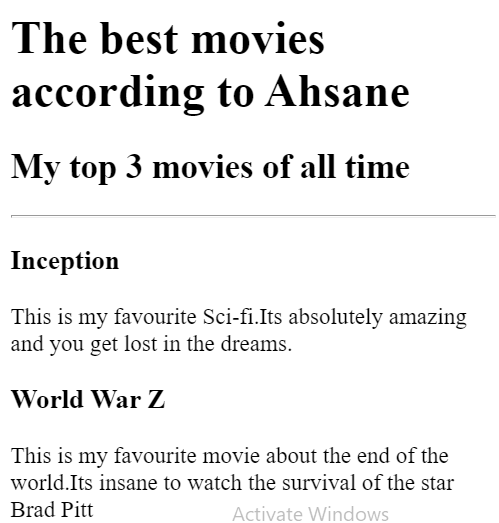 The best movies
according to Ahsane
My top 3 movies of all time
Inception
This is my favourite Sci-fi.Its absolutely amazing
and you get lost in the dreams.
World War Z
This is my favourite movie about the end of the
world.Its insane to watch the survival of the star
Brad Pitt
Activate Windows